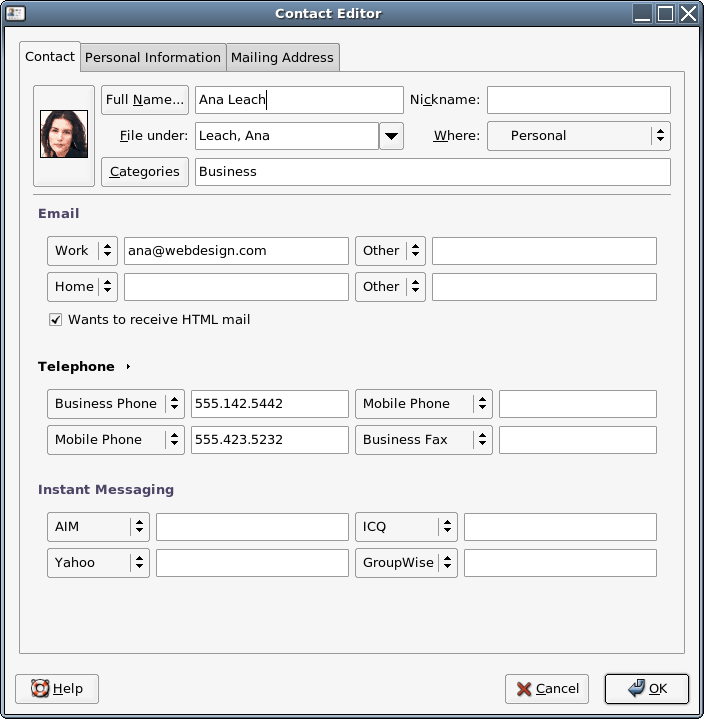 Contact Editor
Contact Personal Information Mailing Address
Full Name... Ana Leach Nickname:
File under: Leach, Ana Where: Personal
Categories Business
Email
Work ana@webdesign.com Other
Home Other
Wants to receive HTML mail
Telephone
Business Phone 555.142.5442 Mobile Phone
Mobile Phone 555.423.5232 Business Fax
Instant Messaging
AIM ICQ
Yahoo GroupWise
Help Cancel OK